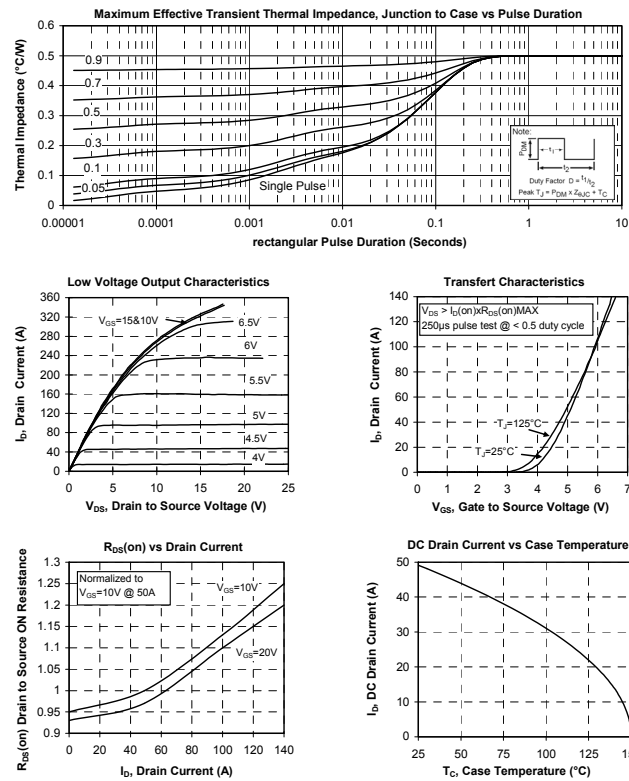 Maximum Effective Transient Thermal Impedance, Junction to Case vs Pulse Duration
Thermal Impedance (°C/W)
0.6
0.5
0.4
0.3
0.2
0.1
0
0.9
0.7
0.5
0.3
0.1
0.05
Single Pulse
0.00001 0.0001 0.001 0.01 0.1 1 10
rectangular Pulse Duration (Seconds)
Note:
PDM
t1
t2
Duty Factor D = t1/t2
Peak TJ = PDM x ZθJC + TC
Low Voltage Output Characteristics
ID, Drain Current (A)
360
320
280
240
200
160
120
80
40
0
VGS=15&10V
6.5V
6V
5.5V
5V
4.5V
4V
0 5 10 15 20 25
VDS, Drain to Source Voltage (V)
Transfert Characteristics
ID, Drain Current (A)
140
120
100
80
60
40
20
0
VDS > ID(on)xRDS(on)MAX
250µs pulse test @ < 0.5 duty cycle
TJ=125°C
TJ=25°C
0 1 2 3 4 5 6 7
VGS, Gate to Source Voltage (V)
RDS(on) vs Drain Current
RDS(on) Drain to Source ON Resistance
1.3
1.25
1.2
1.15
1.1
1.05
1
0.95
0.9
Normalized to
VGS=10V @ 50A
VGS=10V
VGS=20V
0 20 40 60 80 100 120 140
ID, Drain Current (A)
DC Drain Current vs Case Temperature
ID, DC Drain Current (A)
50
40
30
20
10
0
25 50 75 100 125
TC, Case Temperature (°C)